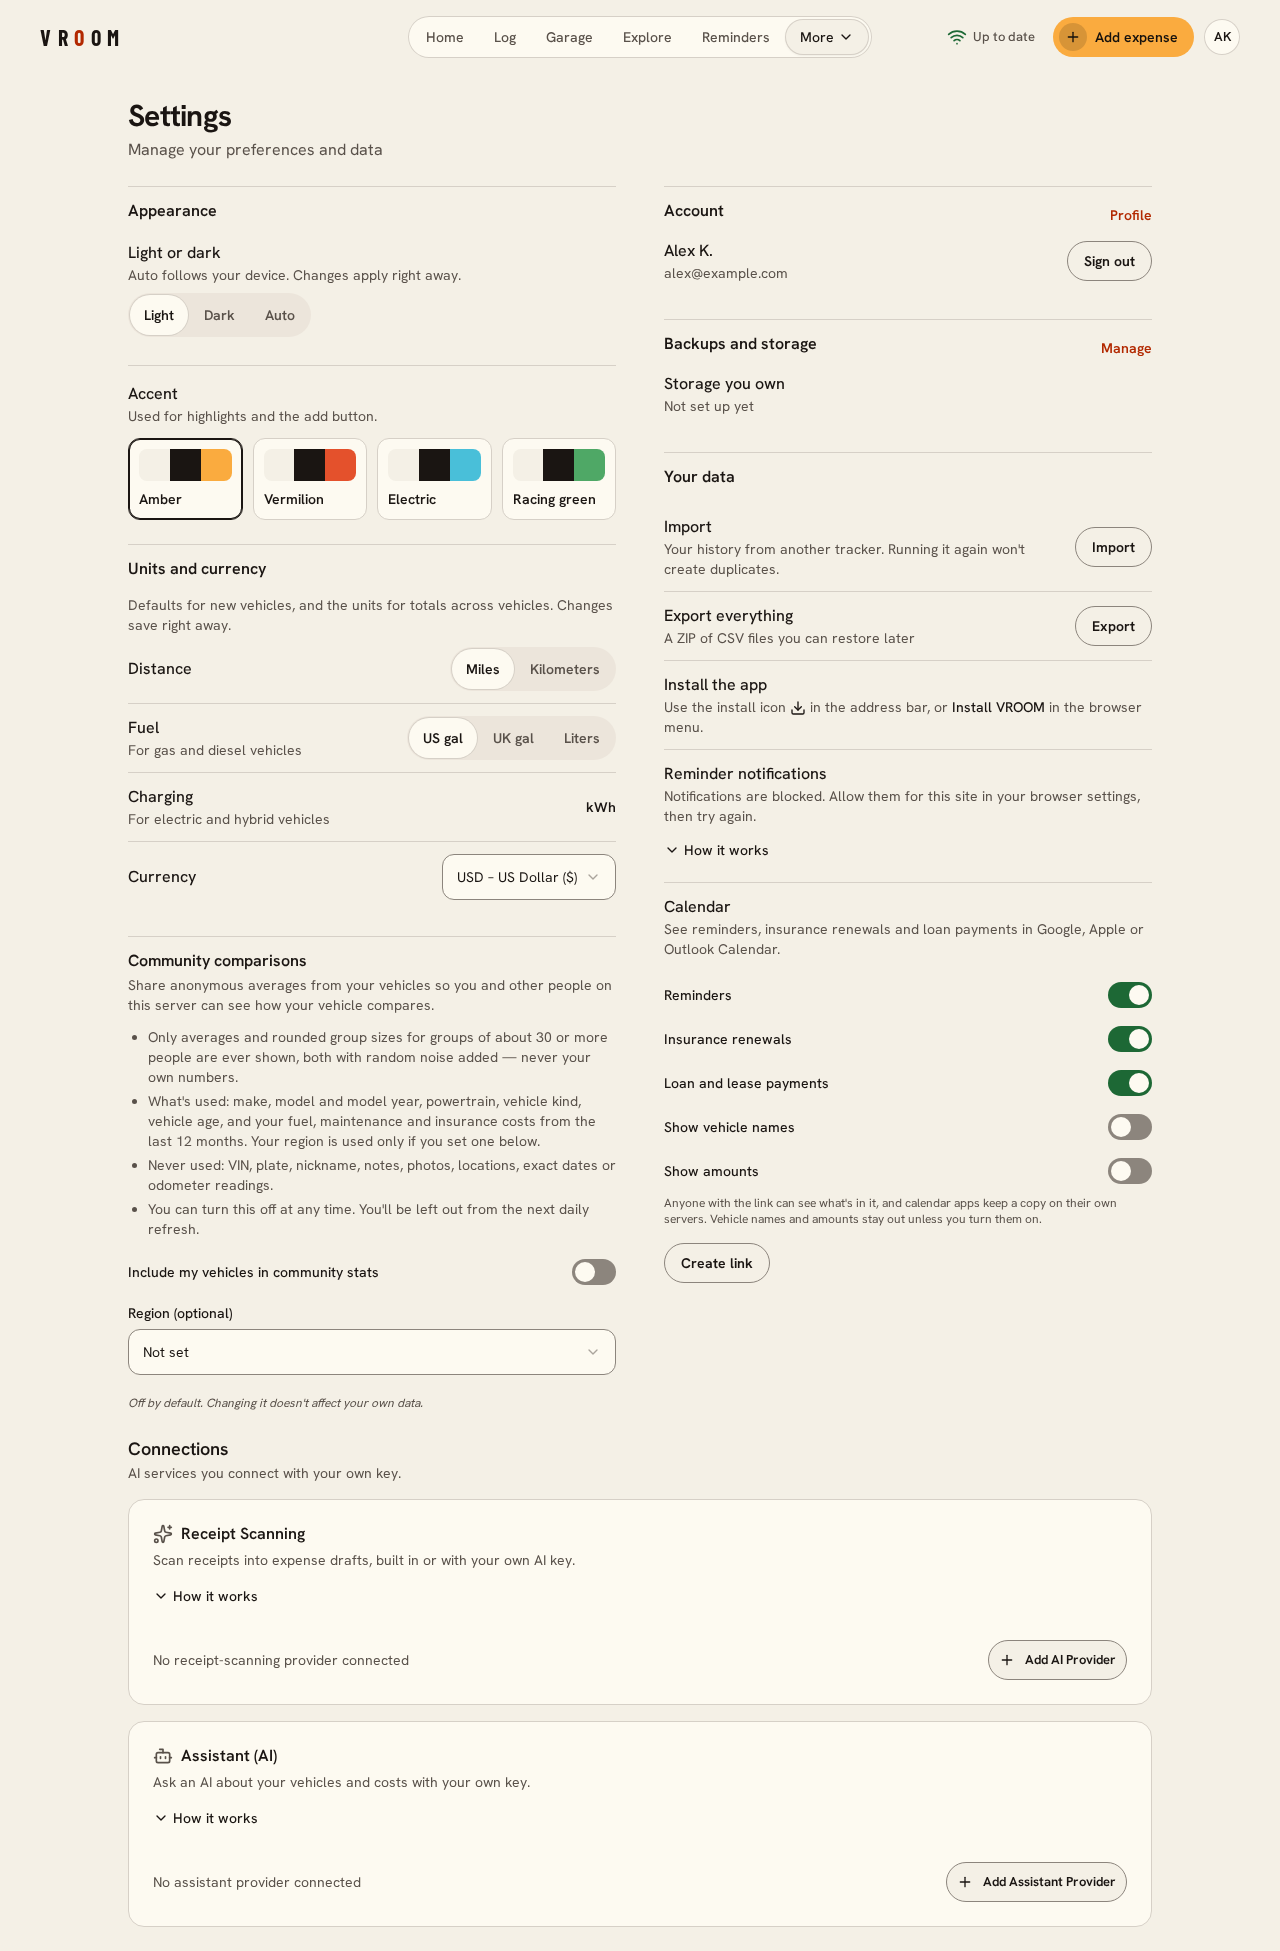 VROOM
Home
Log
Garage
Explore
Reminders
More
Up to date
Add expense
AK
Settings
Manage your preferences and data
Appearance
Light or dark
Auto follows your device. Changes apply right away.
Light
Dark
Auto
Accent
Used for highlights and the add button.
Amber
Vermilion
Electric
Racing green
Units and currency
Defaults for new vehicles, and the units for totals across vehicles. Changes
save right away.
Distance
Miles
Kilometers
Fuel
For gas and diesel vehicles
US gal
UK gal
Liters
Charging
For electric and hybrid vehicles
kWh
Currency
USD – US Dollar ($)
Community comparisons
Share anonymous averages from your vehicles so you and other people on
this server can see how your vehicle compares.
• Only averages and rounded group sizes for groups of about 30 or more
people are ever shown, both with random noise added — never your
own numbers.
• What's used: make, model and model year, powertrain, vehicle kind,
vehicle age, and your fuel, maintenance and insurance costs from the
last 12 months. Your region is used only if you set one below.
• Never used: VIN, plate, nickname, notes, photos, locations, exact dates or
odometer readings.
• You can turn this off at any time. You'll be left out from the next daily
refresh.
Include my vehicles in community stats
Region (optional)
Not set
Off by default. Changing it doesn't affect your own data.
Account
Profile
Alex K.
alex@example.com
Sign out
Backups and storage
Manage
Storage you own
Not set up yet
Your data
Import
Your history from another tracker. Running it again won't
create duplicates.
Import
Export everything
A ZIP of CSV files you can restore later
Export
Install the app
Use the install icon in the address bar, or Install VROOM in the browser
menu.
Reminder notifications
Notifications are blocked. Allow them for this site in your browser settings,
then try again.
How it works
Calendar
See reminders, insurance renewals and loan payments in Google, Apple or
Outlook Calendar.
Reminders
Insurance renewals
Loan and lease payments
Show vehicle names
Show amounts
Anyone with the link can see what's in it, and calendar apps keep a copy on their own
servers. Vehicle names and amounts stay out unless you turn them on.
Create link
Connections
AI services you connect with your own key.
Receipt Scanning
Scan receipts into expense drafts, built in or with your own AI key.
How it works
No receipt-scanning provider connected
Add AI Provider
Assistant (AI)
Ask an AI about your vehicles and costs with your own key.
How it works
No assistant provider connected
Add Assistant Provider